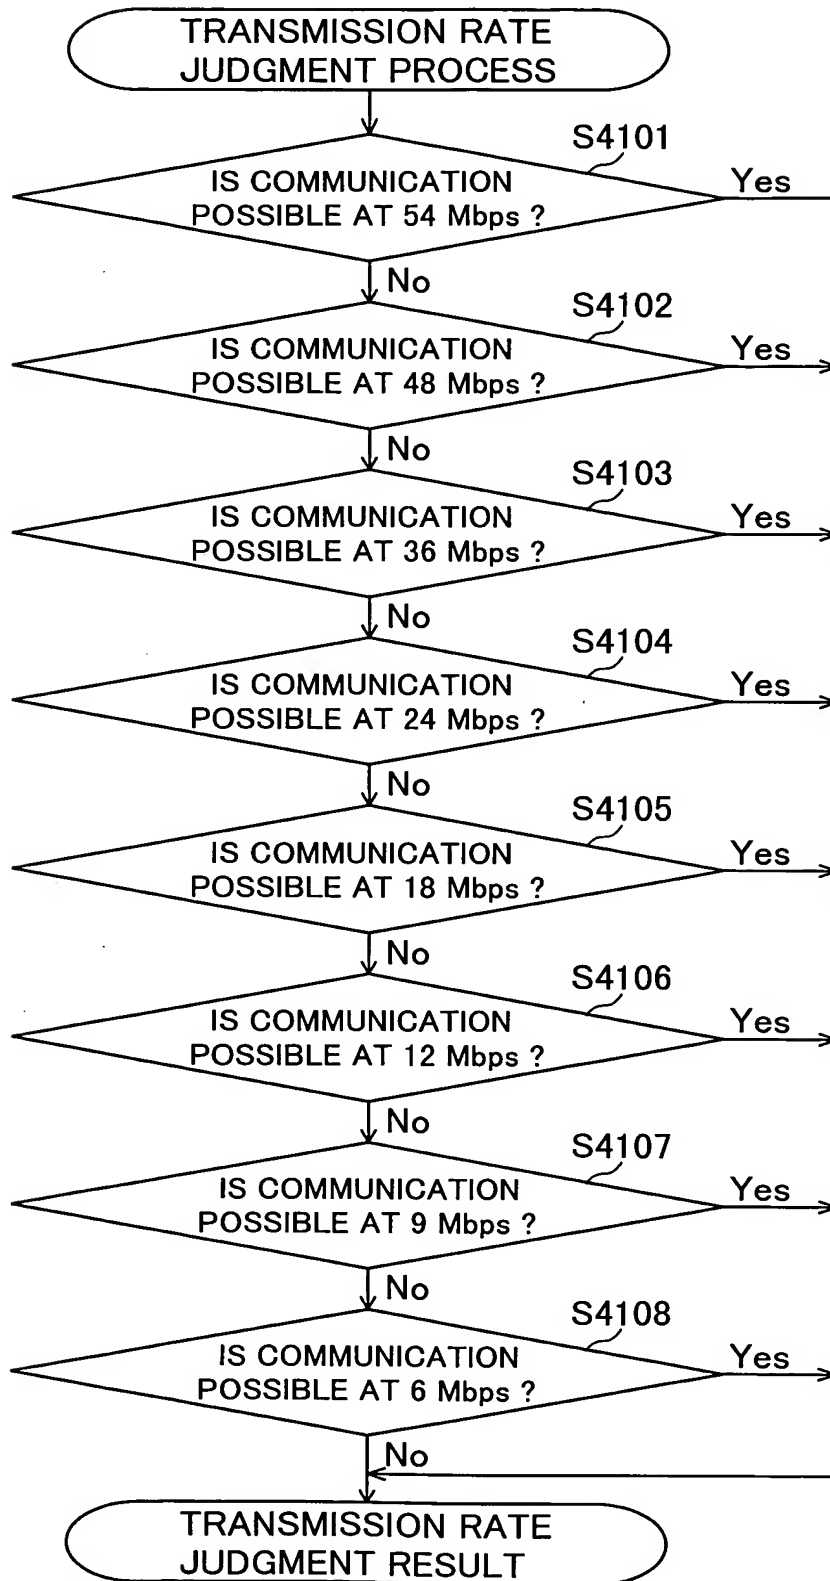 TRANSMISSION RATE
JUDGMENT PROCESS
S4101
IS COMMUNICATION
POSSIBLE AT 54 Mbps ?
Yes
No
S4102
IS COMMUNICATION
POSSIBLE AT 48 Mbps ?
Yes
No
S4103
IS COMMUNICATION
POSSIBLE AT 36 Mbps ?
Yes
No
S4104
IS COMMUNICATION
POSSIBLE AT 24 Mbps ?
Yes
No
S4105
IS COMMUNICATION
POSSIBLE AT 18 Mbps ?
Yes
No
S4106
IS COMMUNICATION
POSSIBLE AT 12 Mbps ?
Yes
No
S4107
IS COMMUNICATION
POSSIBLE AT 9 Mbps ?
Yes
No
S4108
IS COMMUNICATION
POSSIBLE AT 6 Mbps ?
Yes
No
TRANSMISSION RATE
JUDGMENT RESULT